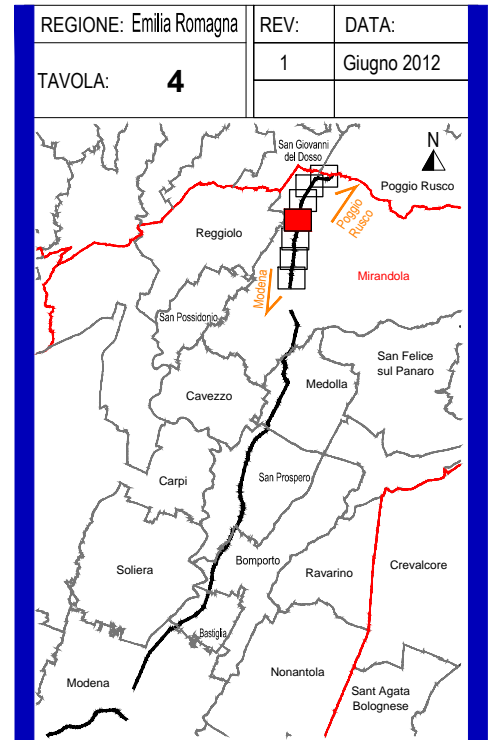 REGIONE: Emilia Romagna
REV:
DATA:
TAVOLA: 4
1
Giugno 2012
San Giovanni
del Dosso
N
Poggio Rusco
Poggio
Rusco
Reggiolo
Mirandola
Modena
San Possidonio
San Felice
sul Panaro
Medolla
Cavezzo
San Prospero
Carpi
Crevalcore
Bomporto
Ravarino
Soliera
Bastiglia
Nonantola
Modena
Sant Agata
Bolognese